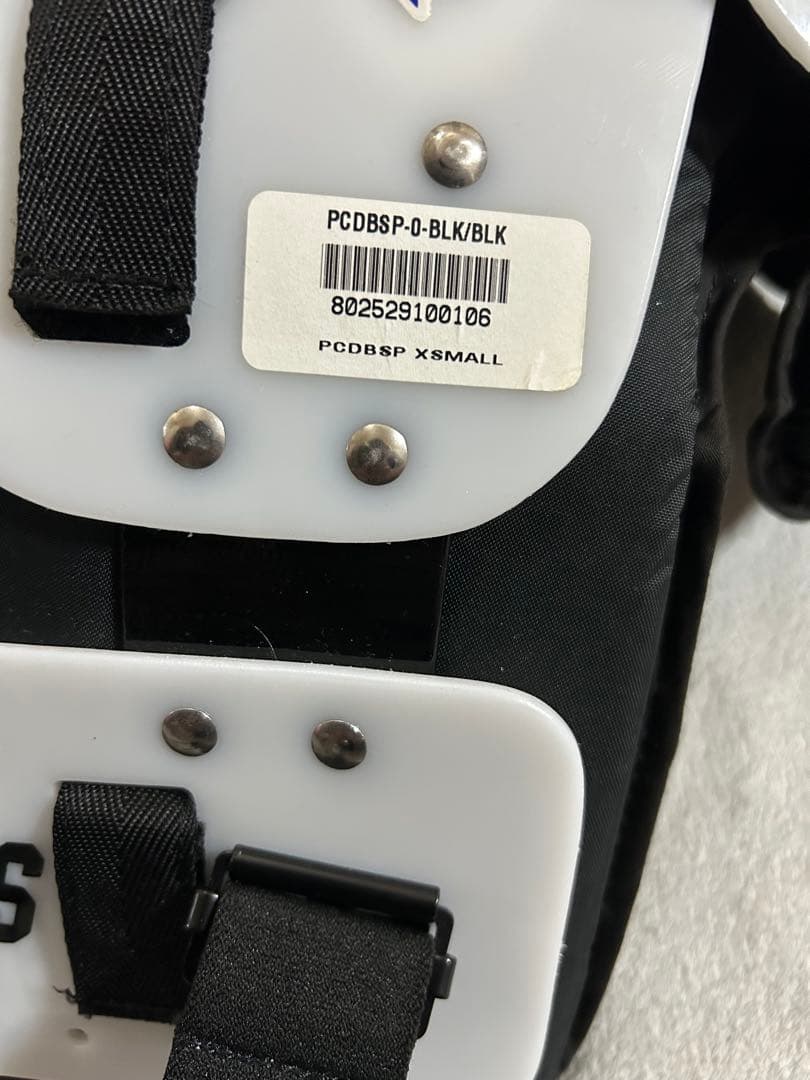 PCDBSP-0-BLK/BLK
802529100106
PCDBSP XSMALL
S